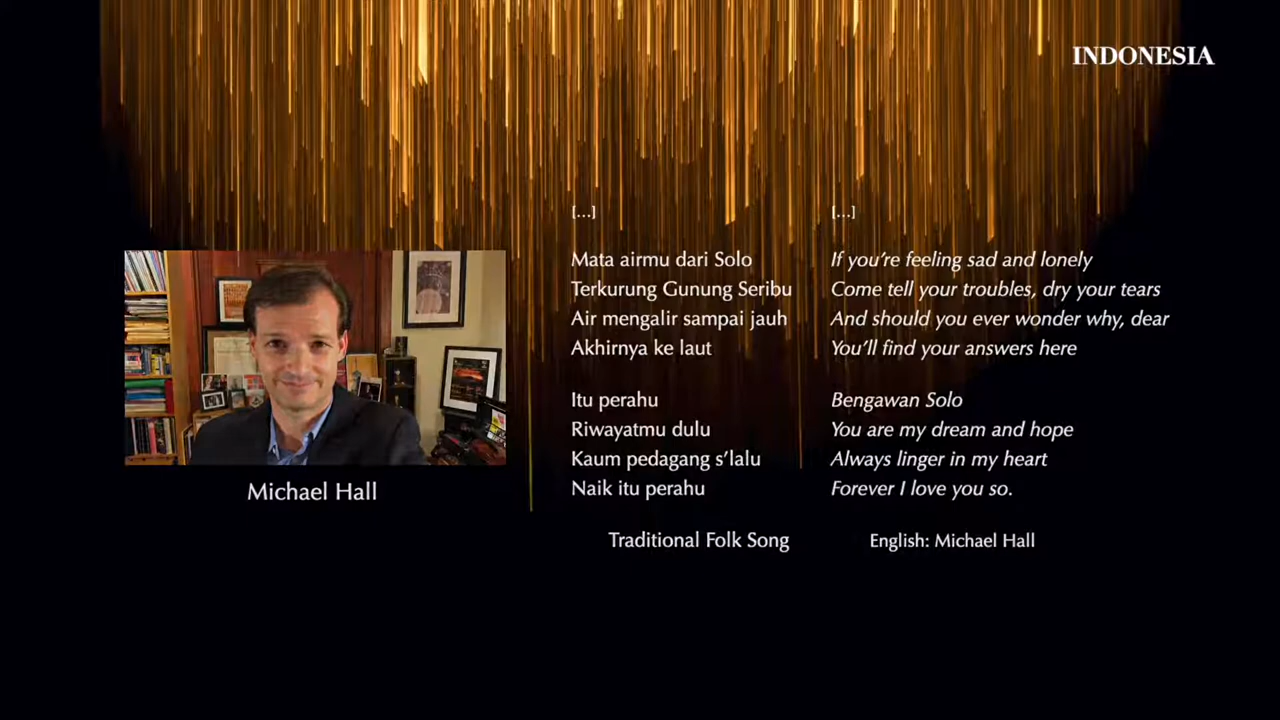 INDONESIA
[...]
Mata airmu dari Solo
Terkurung Gunung Seribu
Air mengalir sampai jauh
Akhirnya ke laut
Itu perahu
Riwayatmu dulu
Kaum pedagang s’lalu
Naik itu perahu
Traditional Folk Song
[...]
If you’re feeling sad and lonely
Come tell your troubles, dry your tears
And should you ever wonder why, dear
You’ll find your answers here
Bengawan Solo
You are my dream and hope
Always linger in my heart
Forever I love you so.
English: Michael Hall
Michael Hall